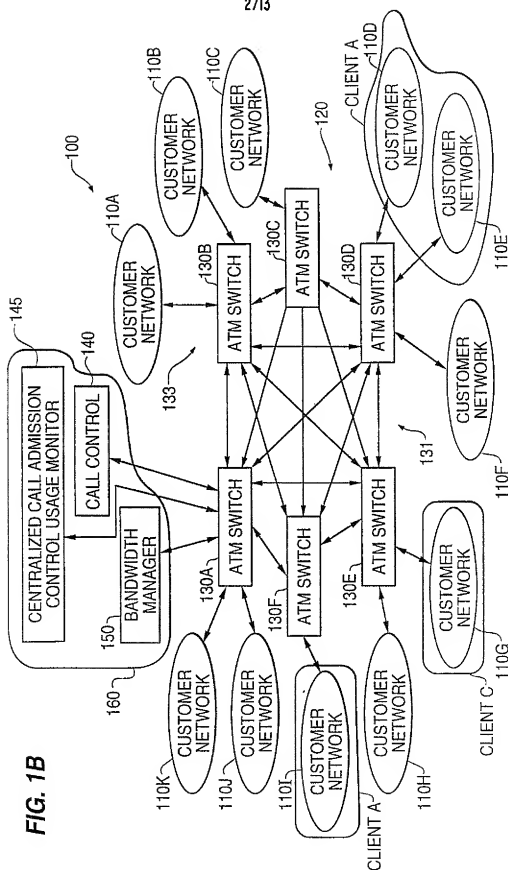 2/13
FIG. 1B
100
160
CENTRALIZED CALL ADMISSION
CONTROL USAGE MONITOR
145
CALL CONTROL
140
BANDWIDTH
MANAGER
150
CUSTOMER
NETWORK
110A
CUSTOMER
NETWORK
110B
CUSTOMER
NETWORK
110C
120
CLIENT A
CUSTOMER
NETWORK
110D
CUSTOMER
NETWORK
110E
CUSTOMER
NETWORK
110F
CUSTOMER
NETWORK
110G
CLIENT C
CUSTOMER
NETWORK
110H
CUSTOMER
NETWORK
110I
CLIENT A
CUSTOMER
NETWORK
110J
CUSTOMER
NETWORK
110K
ATM SWITCH
130A
ATM SWITCH
130B
ATM SWITCH
130C
ATM SWITCH
130D
ATM SWITCH
130E
ATM SWITCH
130F
133
131